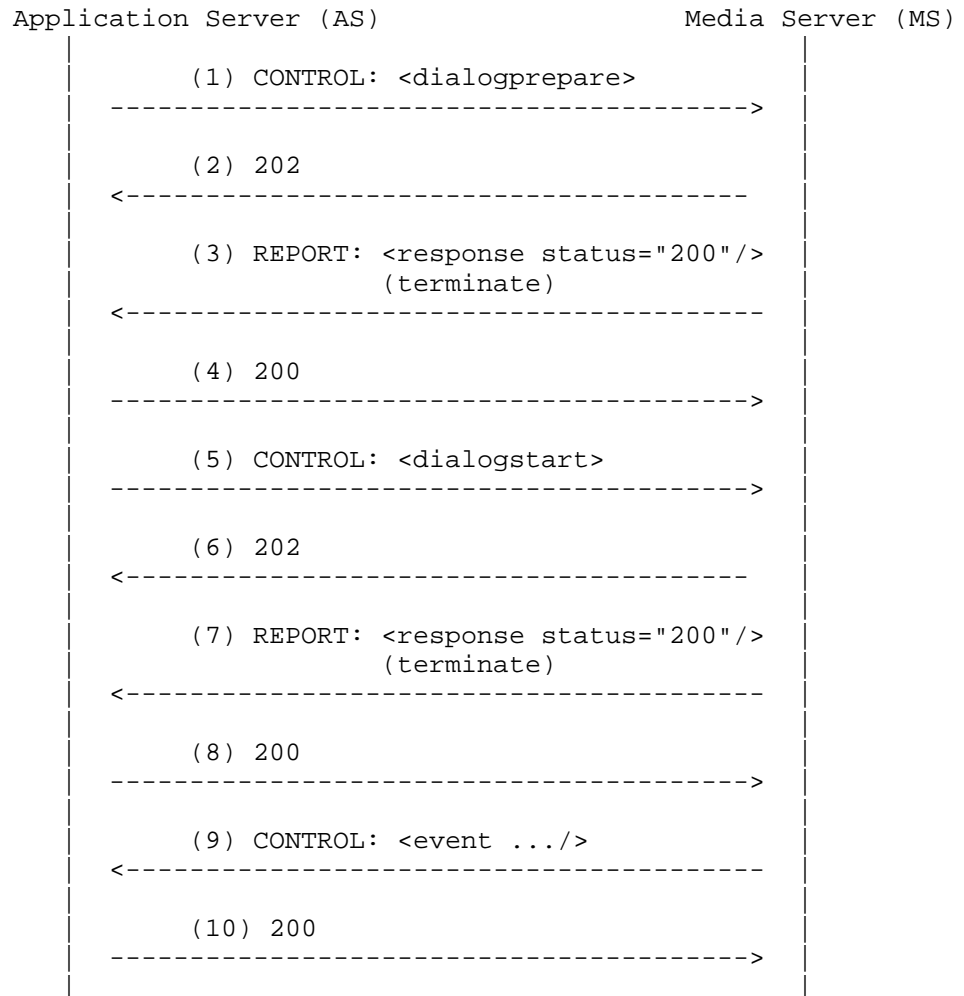 Application Server (AS) Media Server (MS)
(1) CONTROL: <dialogprepare>
(2) 202
(3) REPORT: <response status="200"/>
(terminate)
(4) 200
(5) CONTROL: <dialogstart>
(6) 202
(7) REPORT: <response status="200"/>
(terminate)
(8) 200
(9) CONTROL: <event .../>
(10) 200